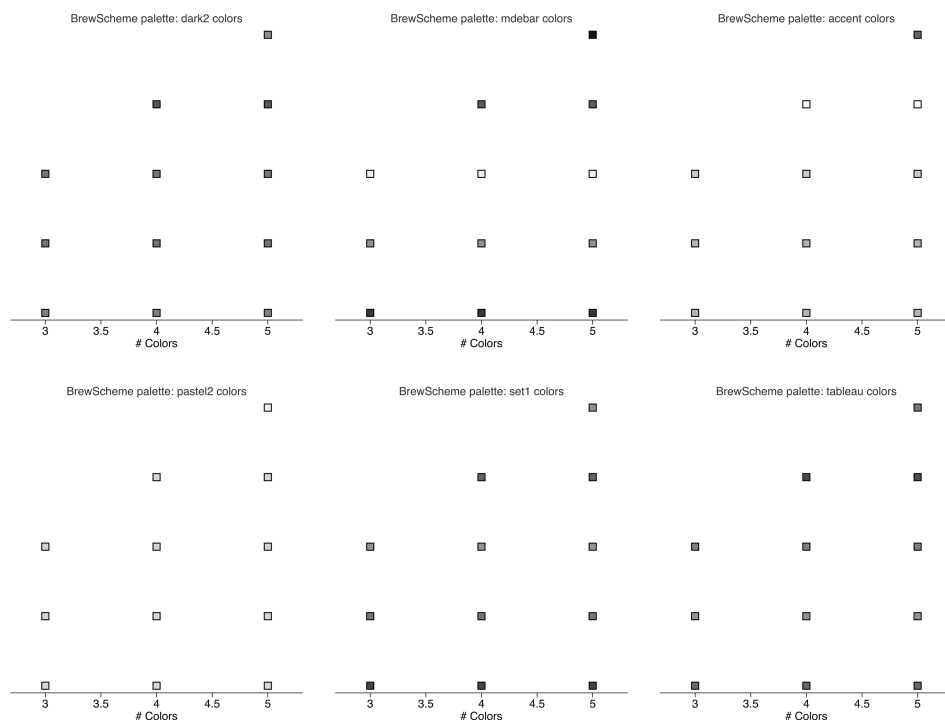 BrewScheme palette: dark2 colors
3 3.5 4 4.5 5
# Colors
BrewScheme palette: mdebar colors
3 3.5 4 4.5 5
# Colors
BrewScheme palette: accent colors
3 3.5 4 4.5 5
# Colors
BrewScheme palette: pastel2 colors
3 3.5 4 4.5 5
# Colors
BrewScheme palette: set1 colors
3 3.5 4 4.5 5
# Colors
BrewScheme palette: tableau colors
3 3.5 4 4.5 5
# Colors